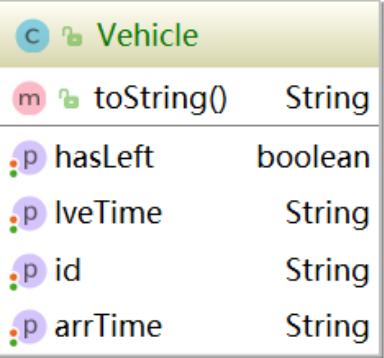 C Vehicle
m toString() String
p hasLeft boolean
p lveTime String
p id String
p arrTime String